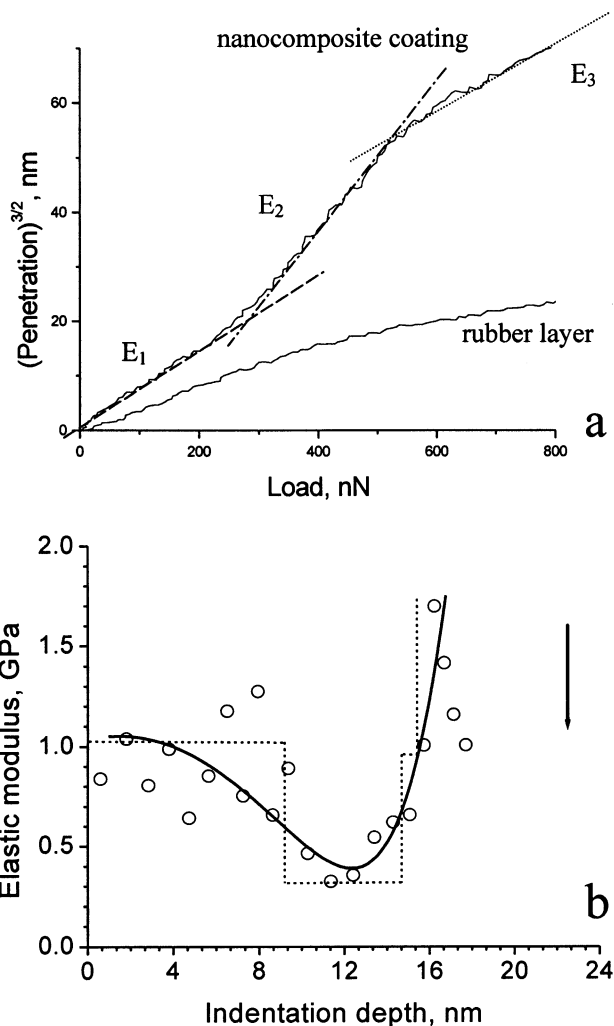 nanocomposite coating
E3
60
(Penetration)3/2, nm
E2
40
20
E1
rubber layer
0
0 200 400 600 800
a
Load, nN
2.0
1.5
Elastic modulus, GPa
1.0
0.5
b
0.0
0 4 8 12 16 20 24
Indentation depth, nm